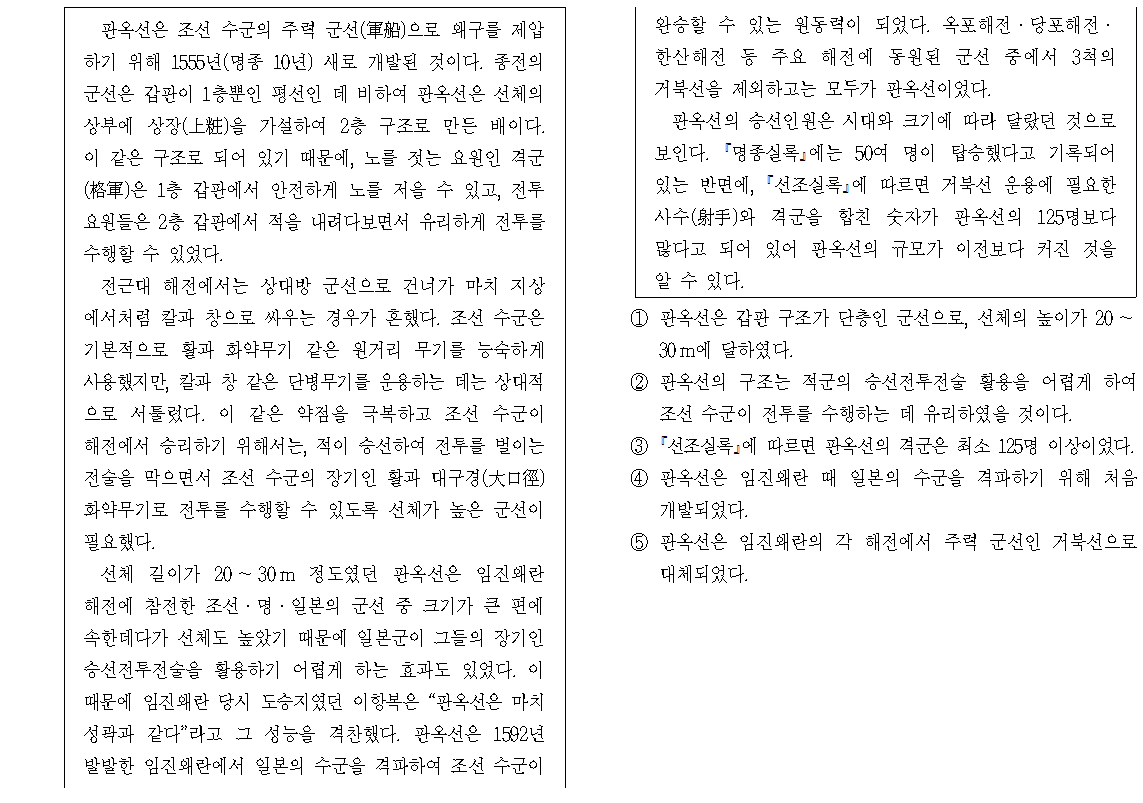 판옥선은 조선 수군의 주력 군선(軍船)으로 왜구를 제압
하기 위해 1555년(명종 10년) 새로 개발된 것이다. 종전의
군선은 갑판이 1층뿐인 평선인 데 비하여 판옥선은 선체의
상부에 상장(上粧)을 가설하여 2층 구조로 만든 배이다.
이 같은 구조로 되어 있기 때문에, 노를 젓는 요원인 격군
(格軍)은 1층 갑판에서 안전하게 노를 저을 수 있고, 전투
요원들은 2층 갑판에서 적을 내려다보면서 유리하게 전투를
수행할 수 있었다.
전근대 해전에서는 상대방 군선으로 건너가 마치 지상
에서처럼 칼과 창으로 싸우는 경우가 흔했다. 조선 수군은
기본적으로 활과 화약무기 같은 원거리 무기를 능숙하게
사용했지만, 칼과 창 같은 단병무기를 운용하는 데는 상대적
으로 서툴렀다. 이 같은 약점을 극복하고 조선 수군이
해전에서 승리하기 위해서는, 적이 승선하여 전투를 벌이는
전술을 막으면서 조선 수군의 장기인 활과 대구경(大口徑)
화약무기로 전투를 수행할 수 있도록 선체가 높은 군선이
필요했다.
선체 길이가 20 ~ 30 m 정도였던 판옥선은 임진왜란
해전에 참전한 조선 · 명 · 일본의 군선 중 크기가 큰 편에
속한데다가 선체도 높았기 때문에 일본군이 그들의 장기인
승선전투전술을 활용하기 어렵게 하는 효과도 있었다. 이
때문에 임진왜란 당시 도승지였던 이항복은 “판옥선은 마치
성곽과 같다”라고 그 성능을 격찬했다. 판옥선은 1592년
발발한 임진왜란에서 일본의 수군을 격파하여 조선 수군이
완승할 수 있는 원동력이 되었다. 옥포해전 · 당포해전 ·
한산해전 등 주요 해전에 동원된 군선 중에서 3척의
거북선을 제외하고는 모두가 판옥선이었다.
판옥선의 승선인원은 시대와 크기에 따라 달랐던 것으로
보인다. 『명종실록』에는 50여 명이 탑승했다고 기록되어
있는 반면에, 『선조실록』에 따르면 거북선 운용에 필요한
사수(射手)와 격군을 합친 숫자가 판옥선의 125명보다
많다고 되어 있어 판옥선의 규모가 이전보다 커진 것을
알 수 있다.
① 판옥선은 갑판 구조가 단층인 군선으로, 선체의 높이가 20 ~
30 m에 달하였다.
② 판옥선의 구조는 적군의 승선전투전술 활용을 어렵게 하여
조선 수군이 전투를 수행하는 데 유리하였을 것이다.
③ 『선조실록』에 따르면 판옥선의 격군은 최소 125명 이상이었다.
④ 판옥선은 임진왜란 때 일본의 수군을 격파하기 위해 처음
개발되었다.
⑤ 판옥선은 임진왜란의 각 해전에서 주력 군선인 거북선으로
대체되었다.